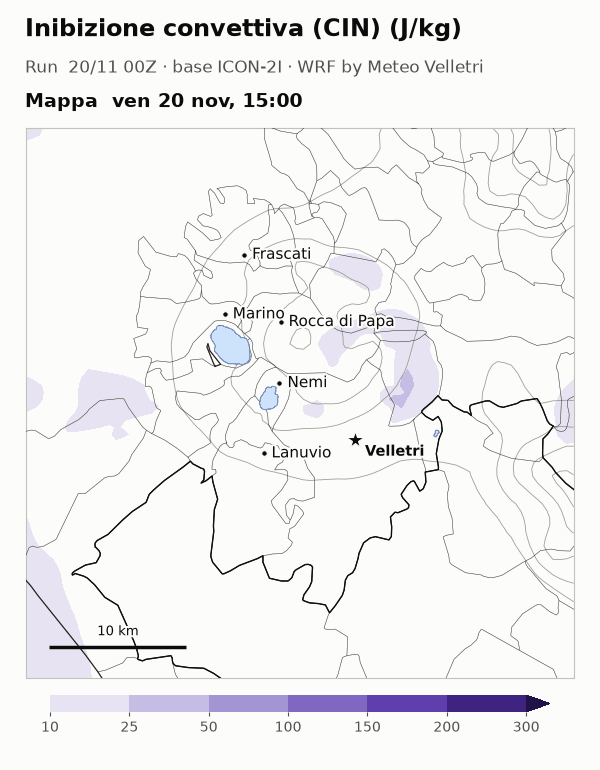 Inibizione convettiva (CIN) (J/kg)
Run 20/11 00Z · base ICON-2I · WRF by Meteo Velletri
Mappa ven 20 nov, 15:00
Frascati
Marino
Rocca di Papa
Nemi
Velletri
Lanuvio
10 km
10 25 50 100 150 200 300